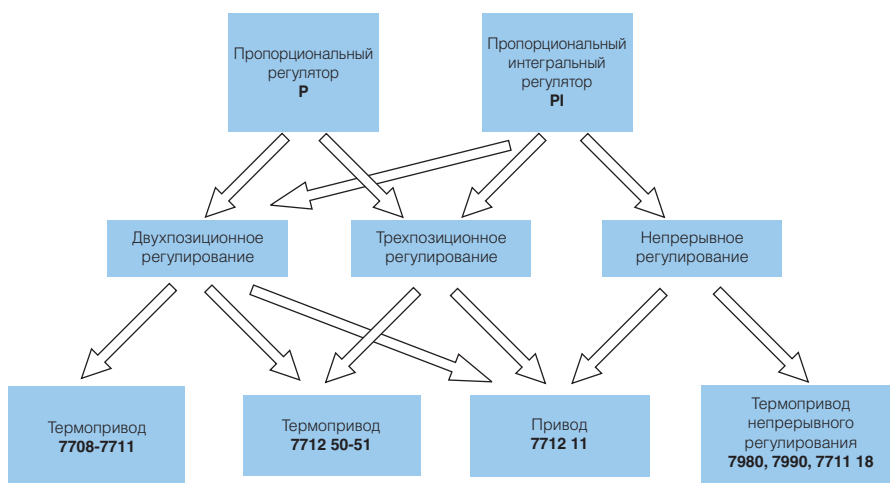 Пропорциональный
регулятор
P
Пропорциональный
интегральный
регулятор
PI
Двухпозиционное
регулирование
Трехпозиционное
регулирование
Непрерывное
регулирование
Термопривод
7708-7711
Термопривод
7712 50-51
Привод
7712 11
Термопривод
непрерывного
регулирования
7980, 7990, 7711 18